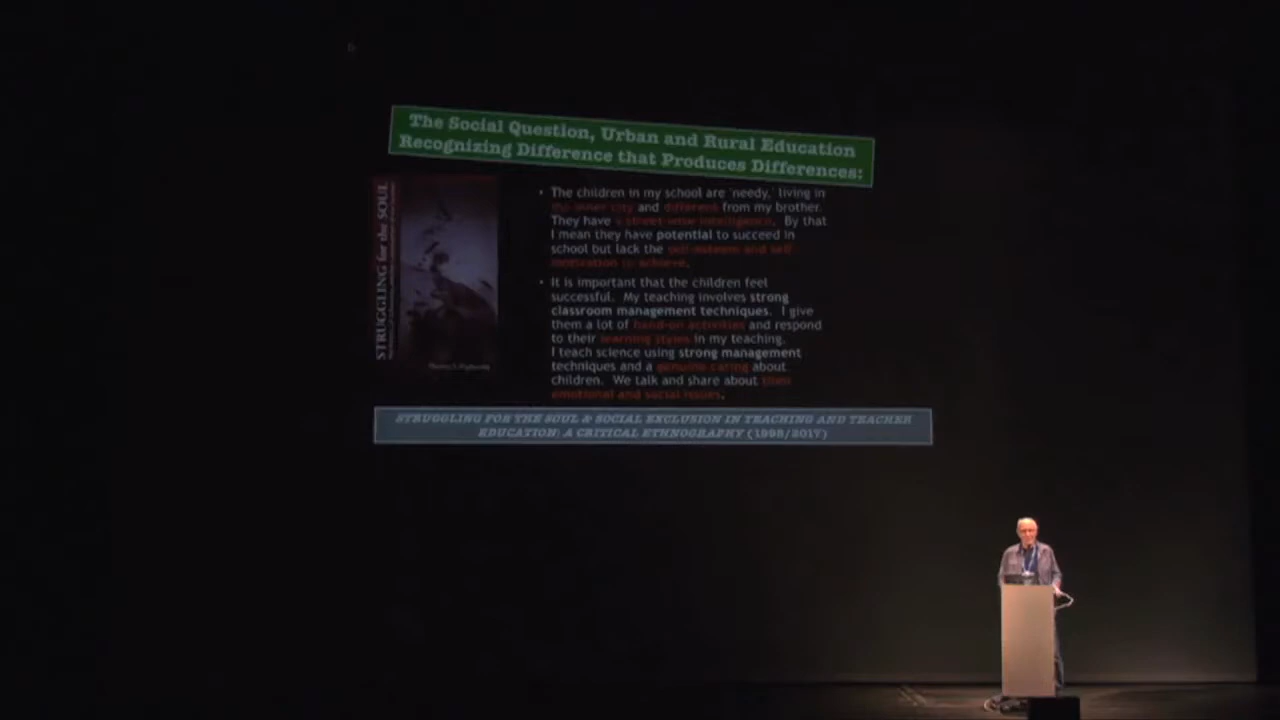 The Social Question, Urban and Rural Education
Recognizing Difference that Produces Differences:
STRUGGLING for the SOUL
• The children in my school are 'needy,' living in
the inner city and different from my brother.
They have a street-wise intelligence. By that
I mean they have potential to succeed in
school but lack the self-esteem and self-
motivation to achieve.
• It is important that the children feel
successful. My teaching involves strong
classroom management techniques. I give
them a lot of hand-on activities and respond
to their learning styles in my teaching.
I teach science using strong management
techniques and a genuine caring about
children. We talk and share about their
emotional and social issues.
STRUGGLING FOR THE SOUL & SOCIAL EXCLUSION IN TEACHING AND TEACHER
EDUCATION: A CRITICAL ETHNOGRAPHY (1998/2017)